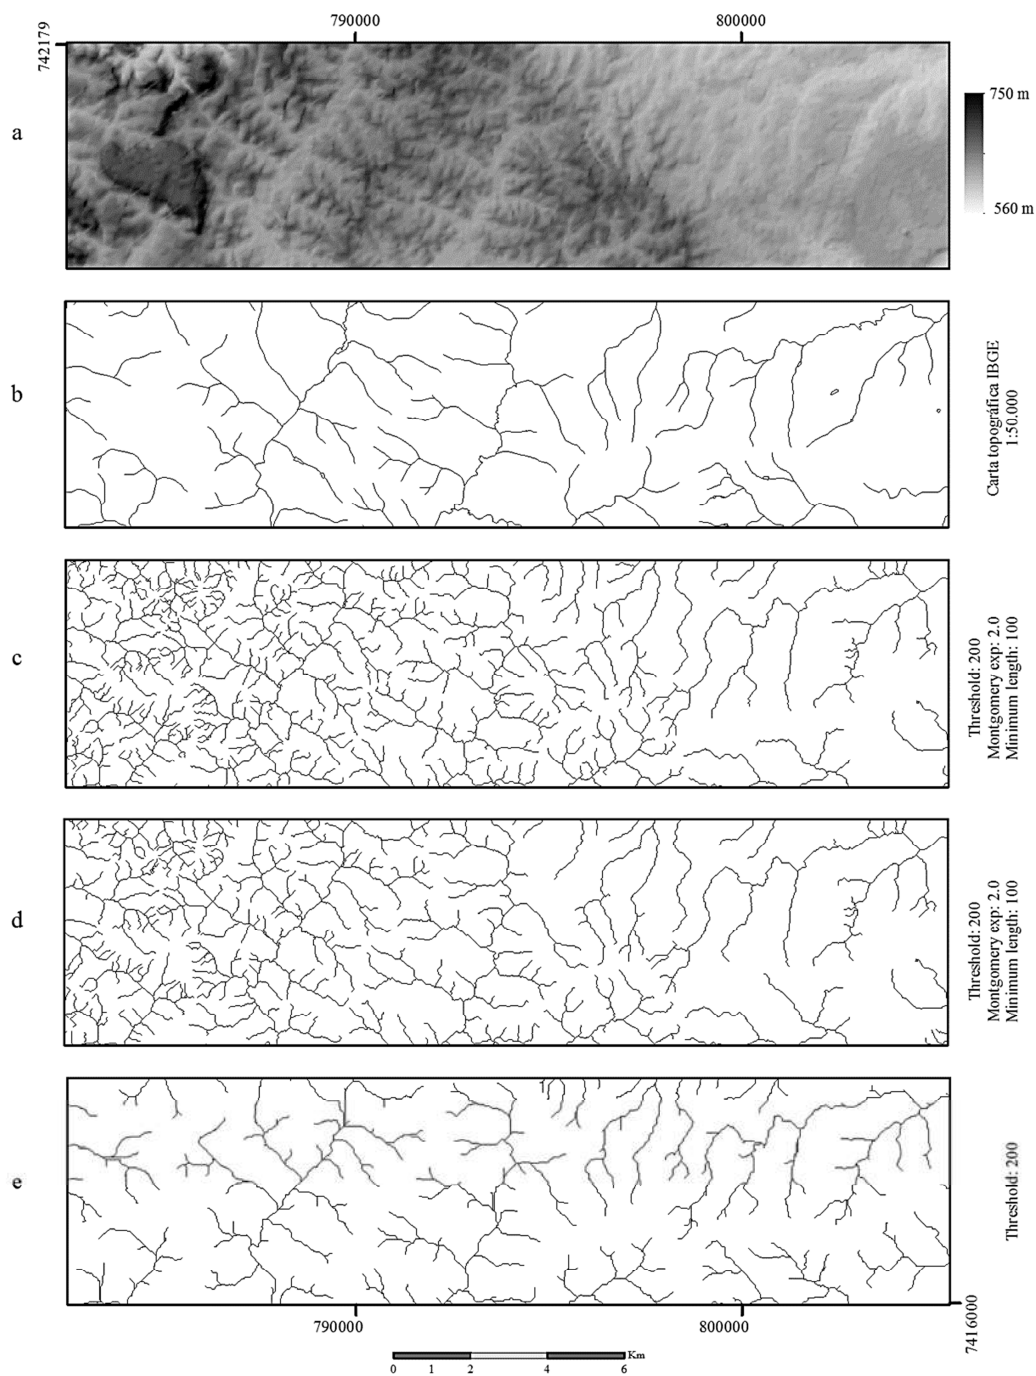 790000
800000
742179
a
750 m
560 m
b
Carta topográfica IBGE
1:50.000
c
Threshold: 200
Montgomery exp: 2.0
Minimum length: 100
d
Threshold: 200
Montgomery exp: 2.0
Minimum length: 100
e
Threshold: 200
790000
800000
7416000
Km
0
1
2
4
6